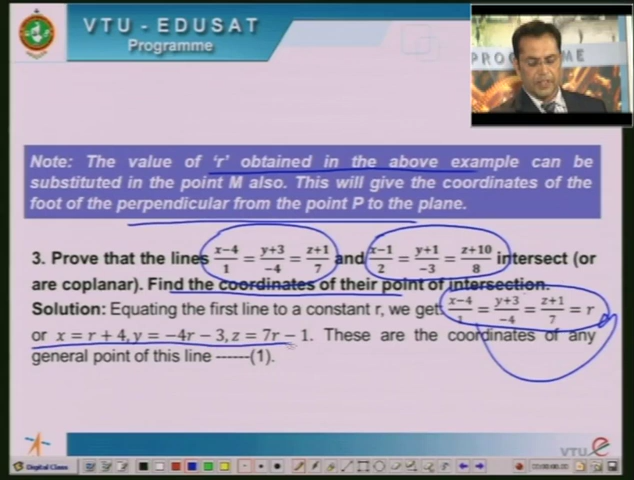 VTU - EDUSAT
Programme
PROG
ME
Note: The value of 'r' obtained in the above example can be
substituted in the point M also. This will give the coordinates of the
foot of the perpendicular from the point P to the plane.
3. Prove that the lines x−4/1 = y+3/−4 = z+1/7 and x−1/2 = y+1/−3 = z+10/8 intersect (or
are coplanar). Find the coordinates of their point of intersection.
Solution: Equating the first line to a constant r, we get x−4/1 = y+3/−4 = z+1/7 = r
or x = r + 4, y = −4r − 3, z = 7r − 1. These are the coordinates of any
general point of this line ------(1).
VTU e
Digital Class